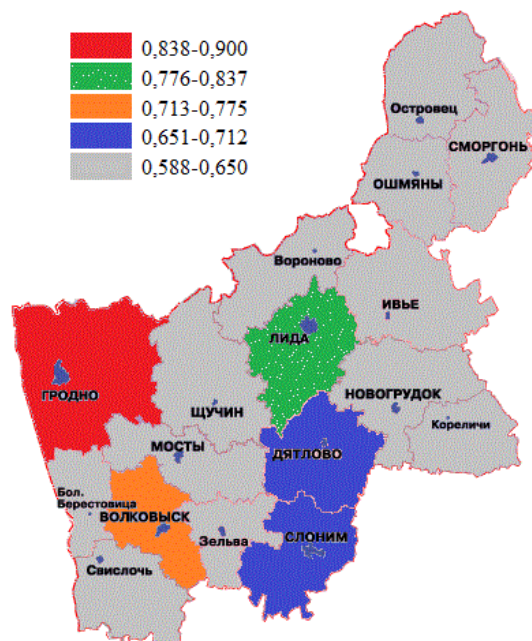 0,838-0,900
0,776-0,837
0,713-0,775
0,651-0,712
0,588-0,650
Островец
СМОРГОНЬ
ОШМЯНЫ
Вороново
ИВЬЕ
ЛИДА
ГРОДНО
ЩУЧИН
НОВОГРУДОК
Кореличи
МОСТЫ
ДЯТЛОВО
Бол.
Берестовица
ВОЛКОВЫСК
Зельва
СЛОНИМ
Свислочь